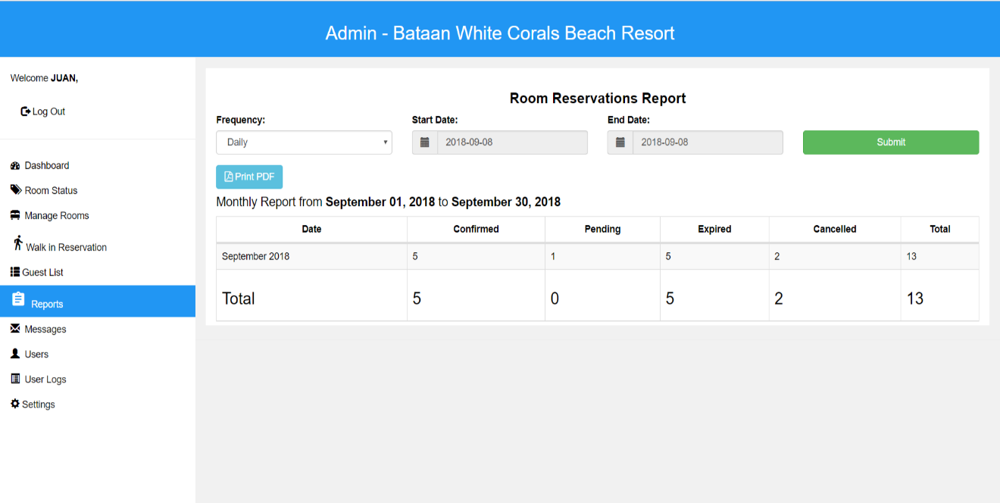 Admin - Bataan White Corals Beach Resort
Welcome JUAN,
Log Out
Dashboard
Room Status
Manage Rooms
Walk in Reservation
Guest List
Reports
Messages
Users
User Logs
Settings
Room Reservations Report
Frequency: Start Date: End Date:
Daily 2018-09-08 2018-09-08 Submit
Print PDF
Monthly Report from September 01, 2018 to September 30, 2018
Date Confirmed Pending Expired Cancelled Total
September 2018 5 1 5 2 13
Total 5 0 5 2 13